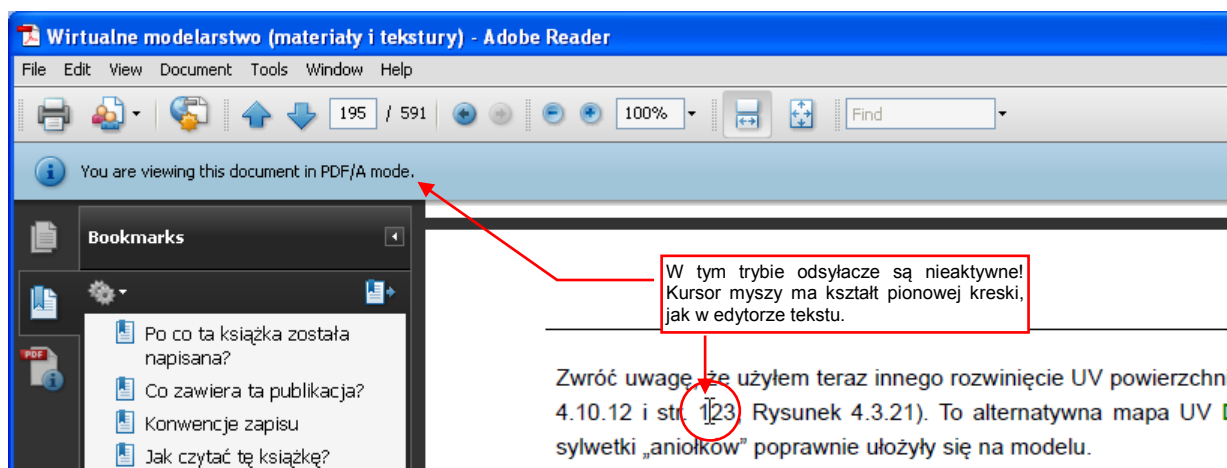 Wirtualne modelarstwo (materiały i tekstury) - Adobe Reader
File Edit View Document Tools Window Help
195 / 591 100% Find
You are viewing this document in PDF/A mode.
Bookmarks
W tym trybie odsyłacze są nieaktywne!
Kursor myszy ma kształt pionowej kreski,
jak w edytorze tekstu.
Po co ta książka została
napisana?
Co zawiera ta publikacja?
Konwencje zapisu
Jak czytać tę książkę?
PDF
Zwróć uwagę, że użyłem teraz innego rozwinięcie UV powierzchni
4.10.12 i str. 123, Rysunek 4.3.21). To alternatywna mapa UV
sylwetki „aniołków” poprawnie ułożyły się na modelu.